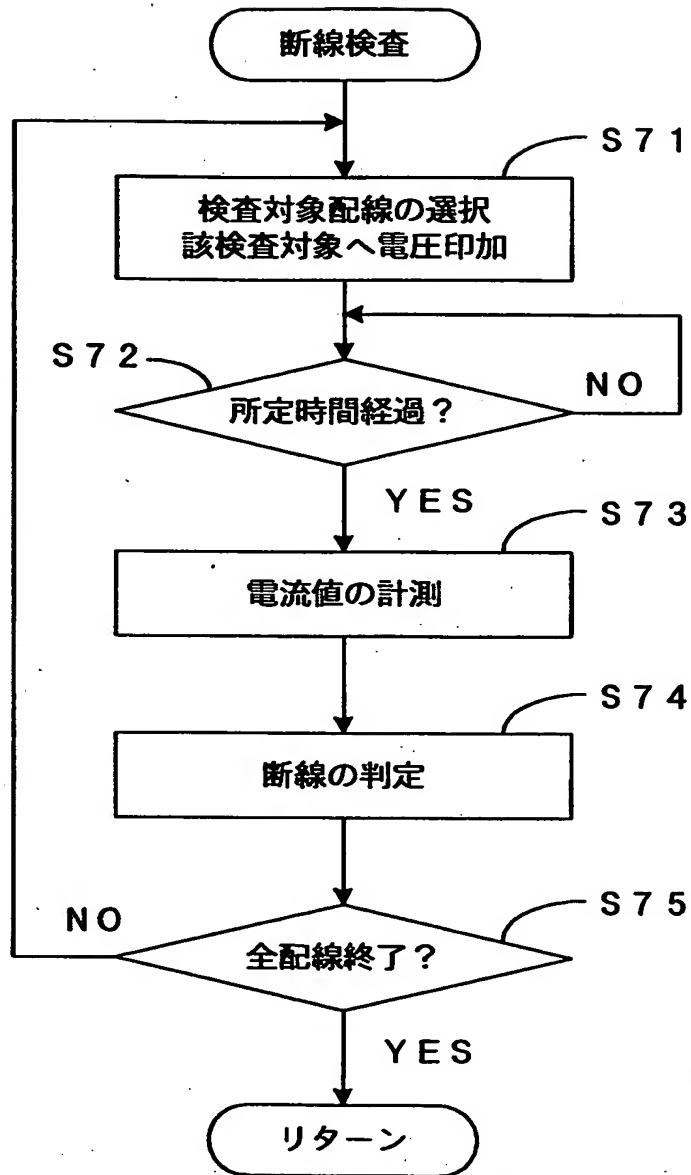 断線検査
S71
検査対象配線の選択
該検査対象へ電圧印加
S72
所定時間経過？
NO
YES
S73
電流値の計測
S74
断線の判定
S75
NO
全配線終了？
YES
リターン